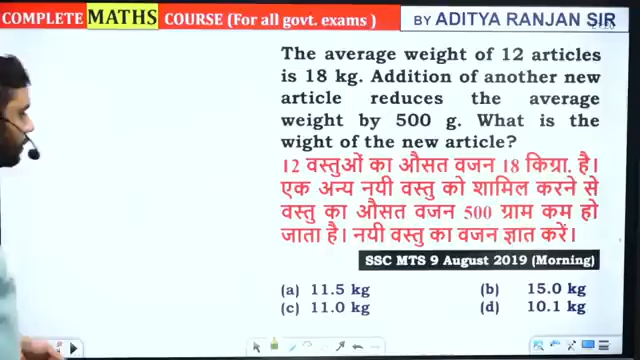 COMPLETE MATHS COURSE (For all govt. exams)
BY ADITYA RANJAN SIR
The average weight of 12 articles
is 18 kg. Addition of another new
article reduces the average
weight by 500 g. What is the
wight of the new article?
12 वस्तुओं का औसत वजन 18 किग्रा. है।
एक अन्य नयी वस्तु को शामिल करने से
वस्तु का औसत वजन 500 ग्राम कम हो
जाता है। नयी वस्तु का वजन ज्ञात करें।
SSC MTS 9 August 2019 (Morning)
(a) 11.5 kg (b) 15.0 kg
(c) 11.0 kg (d) 10.1 kg